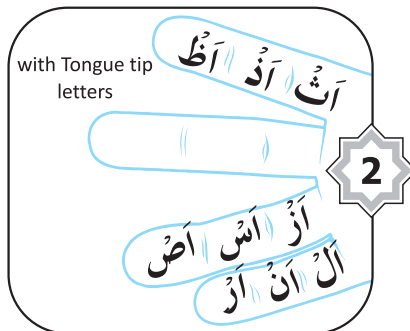 with Tongue tip
letters
اَثْ اَذْ اَظْ
2
اَزْ اَسْ اَصْ
اَلْ اَنْ اَرْ